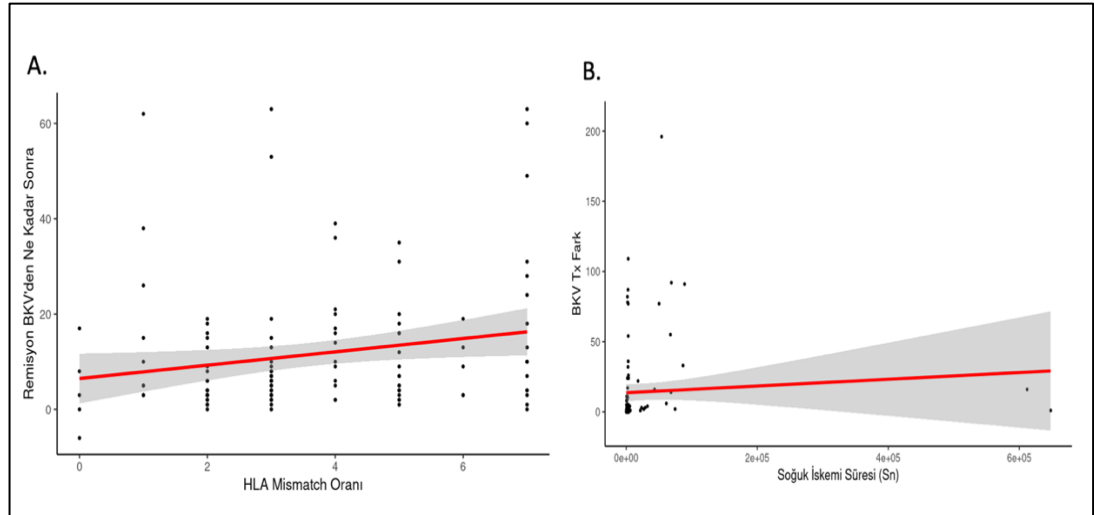 A.
Remisyon BKV'den Ne Kadar Sonra
60
40
20
0
0
2
4
6
HLA Mismatch Oranı
B.
BKV Tx Fark
200
150
100
50
0
0e+00
2e+05
4e+05
6e+05
Soğuk İskemi Süresi (Sn)